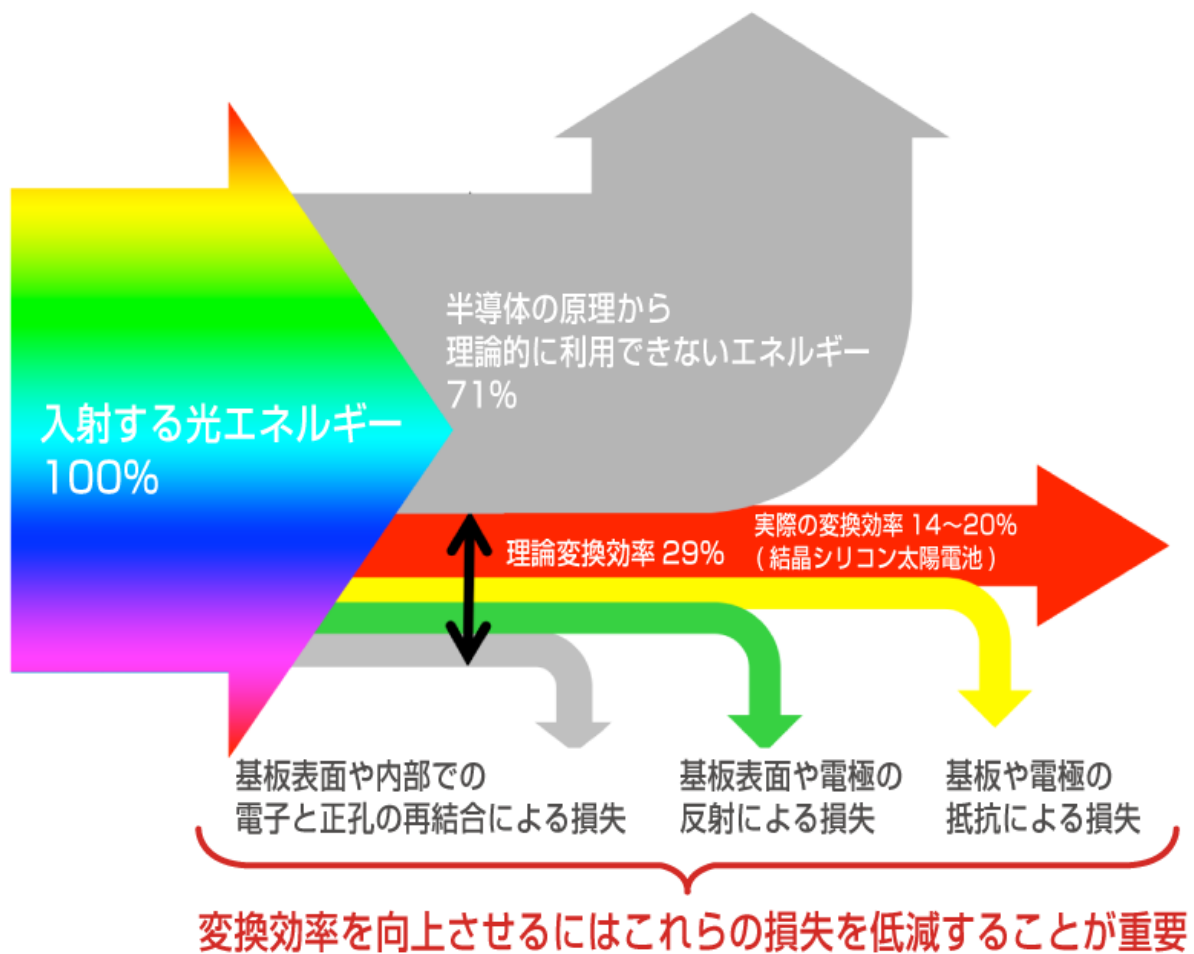 半導体の原理から
理論的に利用できないエネルギー
71%
入射する光エネルギー
100%
理論変換効率 29%
実際の変換効率 14〜20%
( 結晶シリコン太陽電池 )
基板表面や内部での
電子と正孔の再結合による損失
基板表面や電極の
反射による損失
基板や電極の
抵抗による損失
変換効率を向上させるにはこれらの損失を低減することが重要